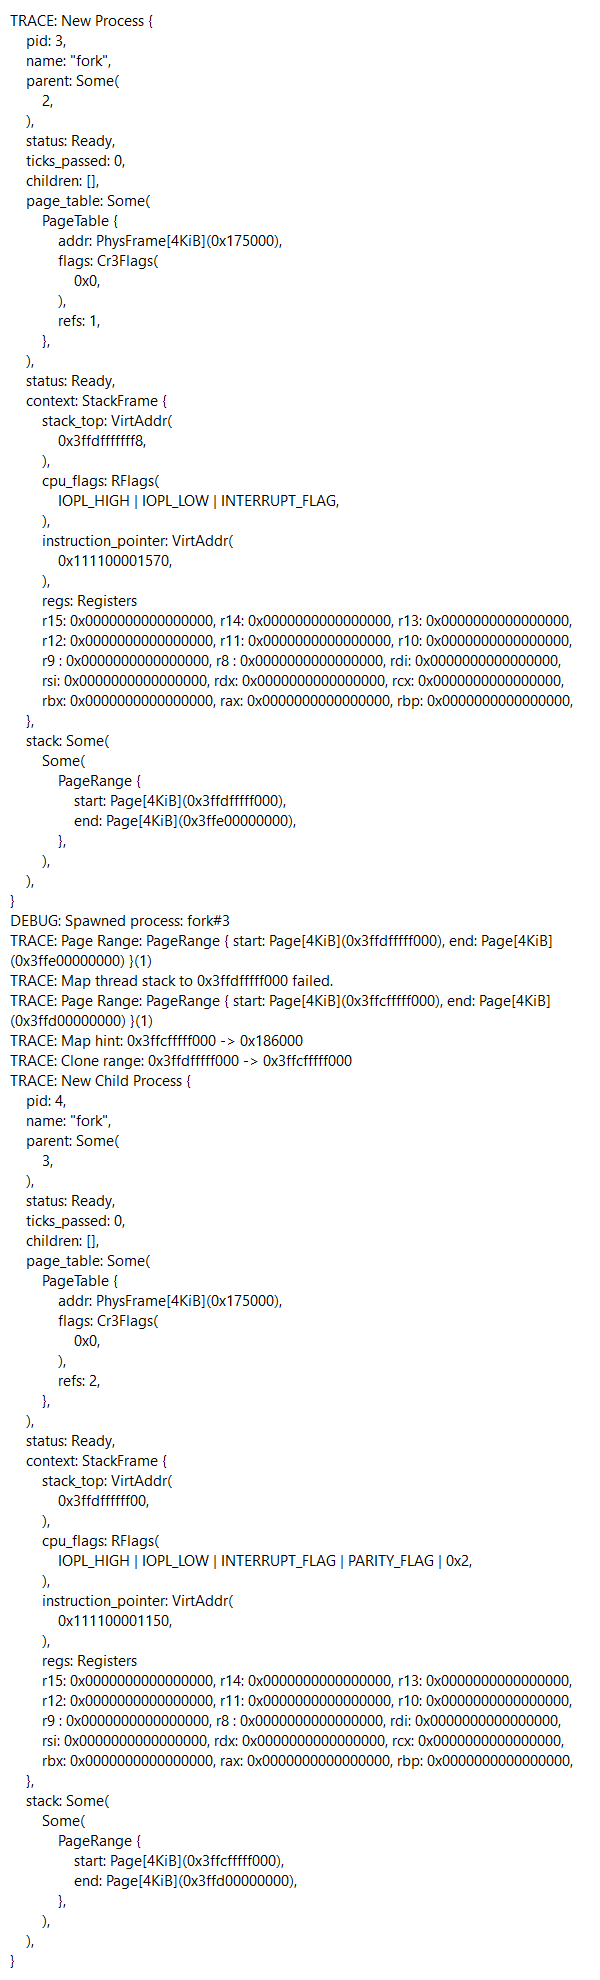 TRACE: New Process {
    pid: 3,
    name: "fork",
    parent: Some(
        2,
    ),
    status: Ready,
    ticks_passed: 0,
    children: [],
    page_table: Some(
        PageTable {
            addr: PhysFrame[4KiB](0x175000),
            flags: Cr3Flags(
                0x0,
            ),
            refs: 1,
        },
    ),
    status: Ready,
    context: StackFrame {
        stack_top: VirtAddr(
            0x3ffdfffffff8,
        ),
        cpu_flags: RFlags(
            IOPL_HIGH | IOPL_LOW | INTERRUPT_FLAG,
        ),
        instruction_pointer: VirtAddr(
            0x111100001570,
        ),
        regs: Registers
        r15: 0x0000000000000000, r14: 0x0000000000000000, r13: 0x0000000000000000,
        r12: 0x0000000000000000, r11: 0x0000000000000000, r10: 0x0000000000000000,
        r9 : 0x0000000000000000, r8 : 0x0000000000000000, rdi: 0x0000000000000000,
        rsi: 0x0000000000000000, rdx: 0x0000000000000000, rcx: 0x0000000000000000,
        rbx: 0x0000000000000000, rax: 0x0000000000000000, rbp: 0x0000000000000000,
    },
    stack: Some(
        Some(
            PageRange {
                start: Page[4KiB](0x3ffdfffff000),
                end: Page[4KiB](0x3ffe00000000),
            },
        ),
    ),
}
DEBUG: Spawned process: fork#3
TRACE: Page Range: PageRange { start: Page[4KiB](0x3ffdfffff000), end: Page[4KiB]
(0x3ffe00000000) }(1)
TRACE: Map thread stack to 0x3ffdfffff000 failed.
TRACE: Page Range: PageRange { start: Page[4KiB](0x3ffcfffff000), end: Page[4KiB]
(0x3ffd00000000) }(1)
TRACE: Map hint: 0x3ffcfffff000 -> 0x186000
TRACE: Clone range: 0x3ffdfffff000 -> 0x3ffcfffff000
TRACE: New Child Process {
    pid: 4,
    name: "fork",
    parent: Some(
        3,
    ),
    status: Ready,
    ticks_passed: 0,
    children: [],
    page_table: Some(
        PageTable {
            addr: PhysFrame[4KiB](0x175000),
            flags: Cr3Flags(
                0x0,
            ),
            refs: 2,
        },
    ),
    status: Ready,
    context: StackFrame {
        stack_top: VirtAddr(
            0x3ffdffffff00,
        ),
        cpu_flags: RFlags(
            IOPL_HIGH | IOPL_LOW | INTERRUPT_FLAG | PARITY_FLAG | 0x2,
        ),
        instruction_pointer: VirtAddr(
            0x111100001150,
        ),
        regs: Registers
        r15: 0x0000000000000000, r14: 0x0000000000000000, r13: 0x0000000000000000,
        r12: 0x0000000000000000, r11: 0x0000000000000000, r10: 0x0000000000000000,
        r9 : 0x0000000000000000, r8 : 0x0000000000000000, rdi: 0x0000000000000000,
        rsi: 0x0000000000000000, rdx: 0x0000000000000000, rcx: 0x0000000000000000,
        rbx: 0x0000000000000000, rax: 0x0000000000000000, rbp: 0x0000000000000000,
    },
    stack: Some(
        Some(
            PageRange {
                start: Page[4KiB](0x3ffcfffff000),
                end: Page[4KiB](0x3ffd00000000),
            },
        ),
    ),
}